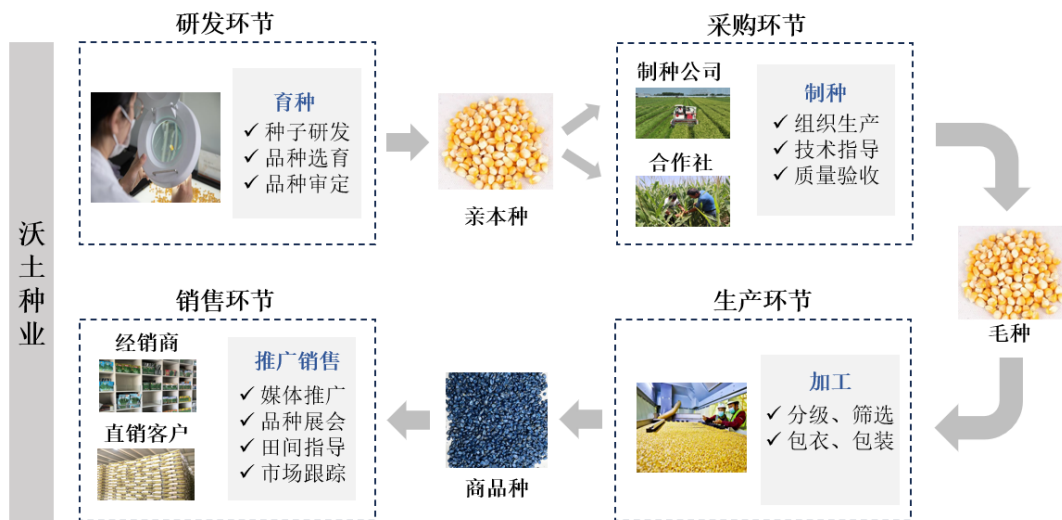 沃土种业
研发环节
育种
✓ 种子研发
✓ 品种选育
✓ 品种审定
亲本种
采购环节
制种公司
合作社
制种
✓ 组织生产
✓ 技术指导
✓ 质量验收
毛种
生产环节
加工
✓ 分级、筛选
✓ 包衣、包装
商品种
销售环节
经销商
直销客户
推广销售
✓ 媒体推广
✓ 品种展会
✓ 田间指导
✓ 市场跟踪